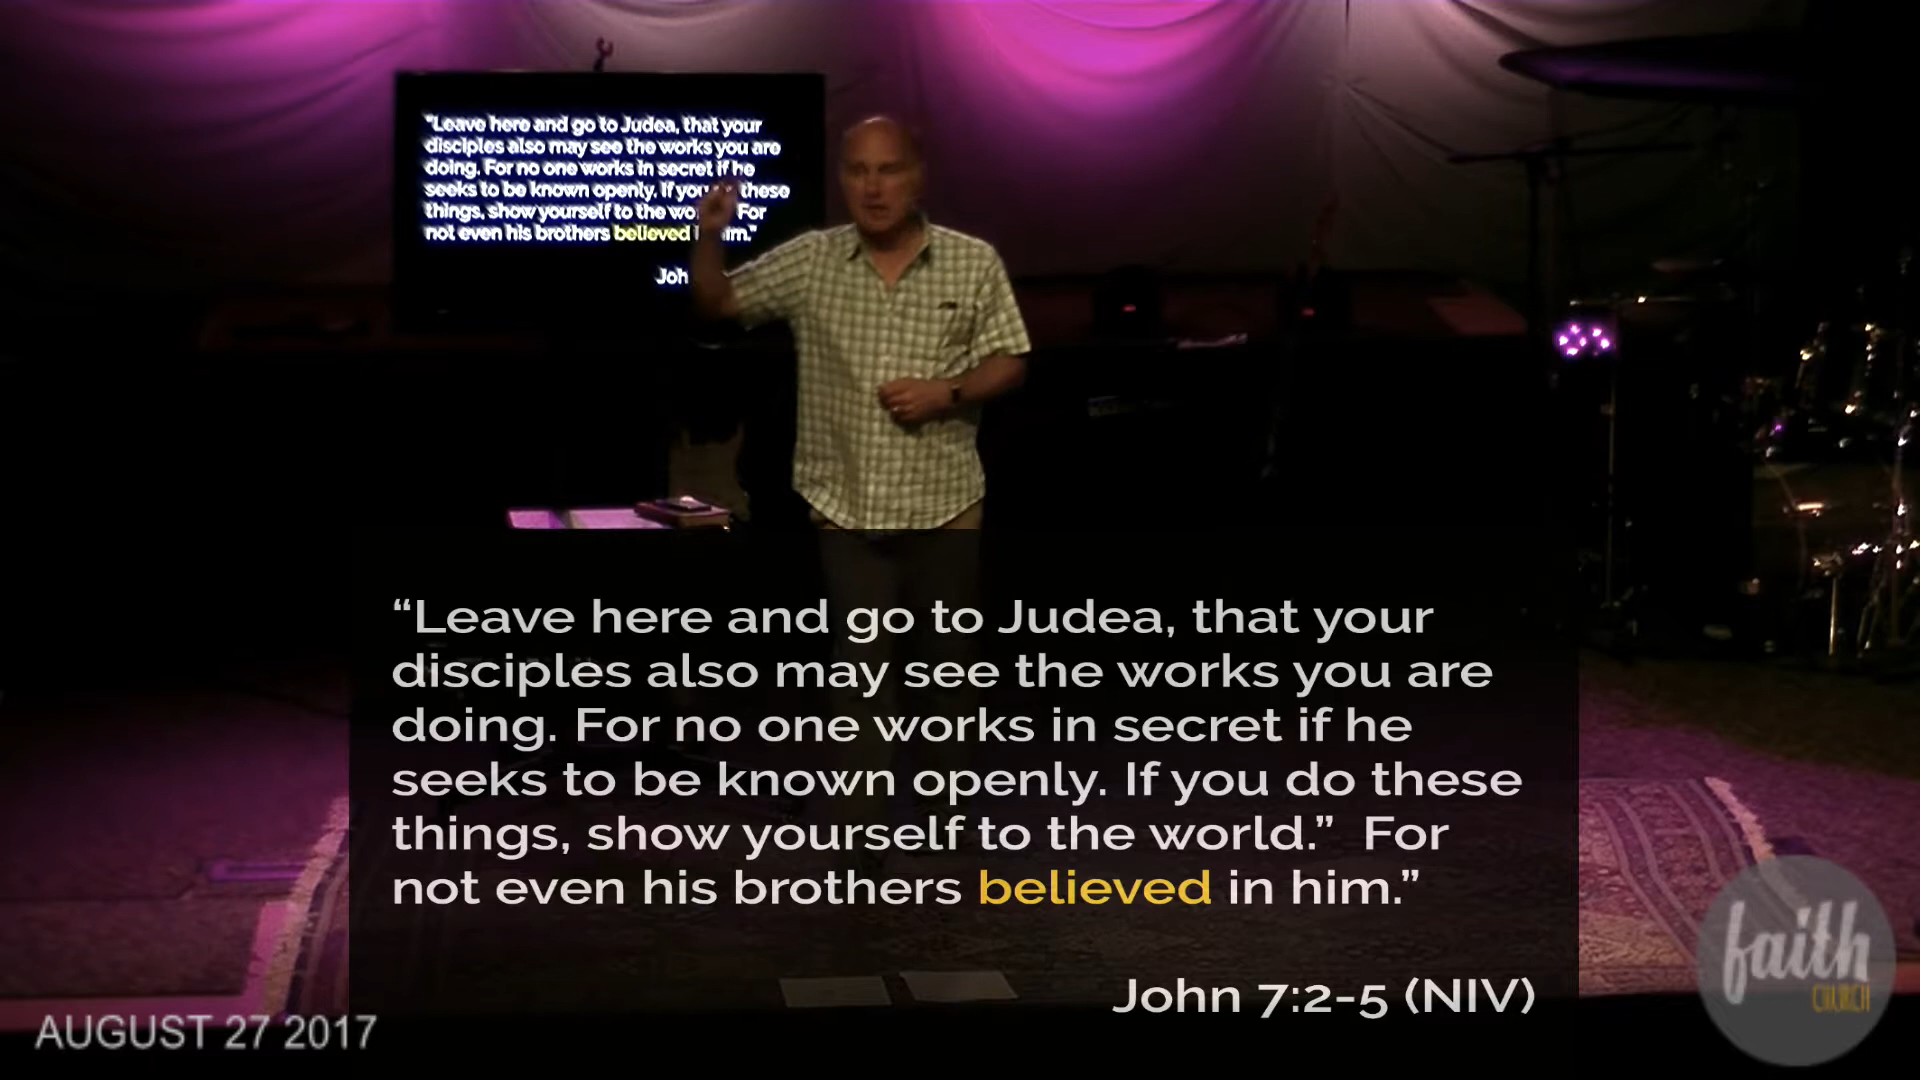 "Leave here and go to Judea, that your
disciples also may see the works you are
doing. For no one works in secret if he
seeks to be known openly. If you these
things, show yourself to the For
not even his brothers believed
“Leave here and go to Judea, that your
disciples also may see the works you are
doing. For no one works in secret if he
seeks to be known openly. If you do these
things, show yourself to the world.”  For
not even his brothers believed in him.”
John 7:2-5 (NIV)
AUGUST 27 2017
faith
CHURCH